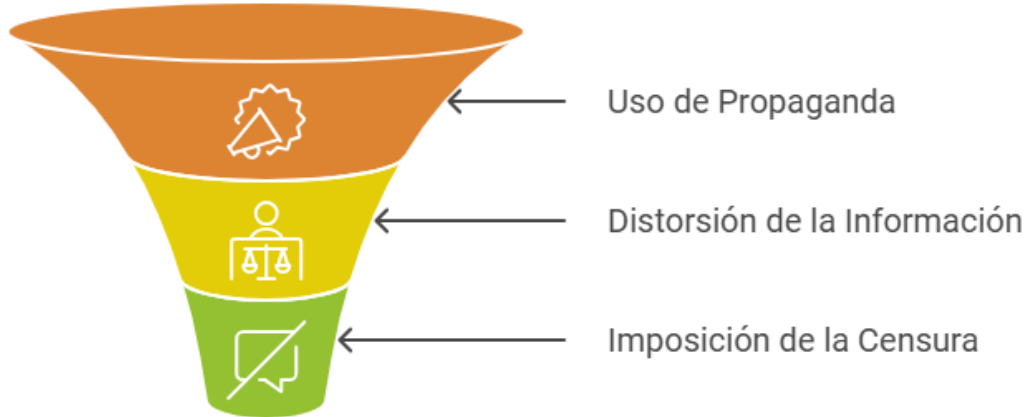 Uso de Propaganda
Distorsión de la Información
Imposición de la Censura